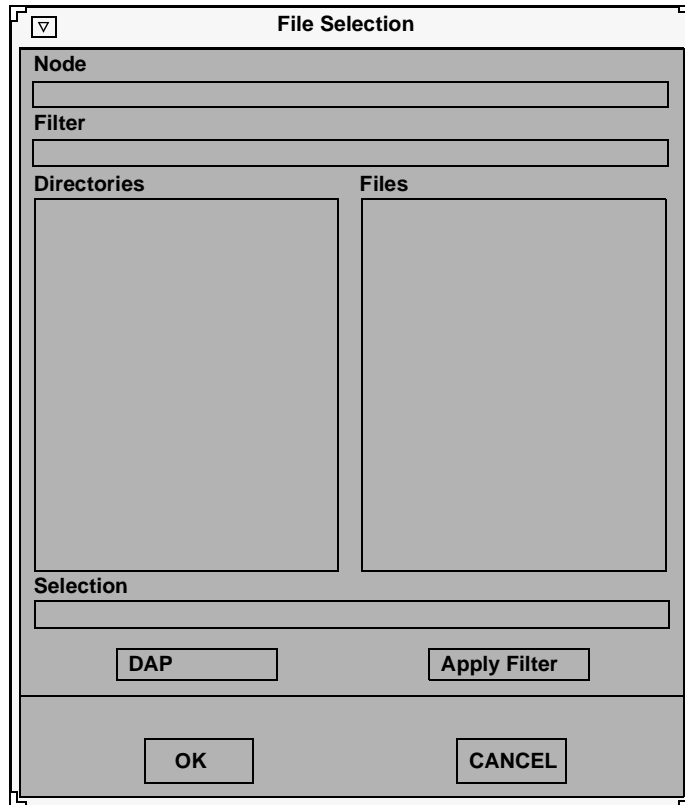 File Selection
Node
Filter
Directories Files
Selection
DAP Apply Filter
OK CANCEL